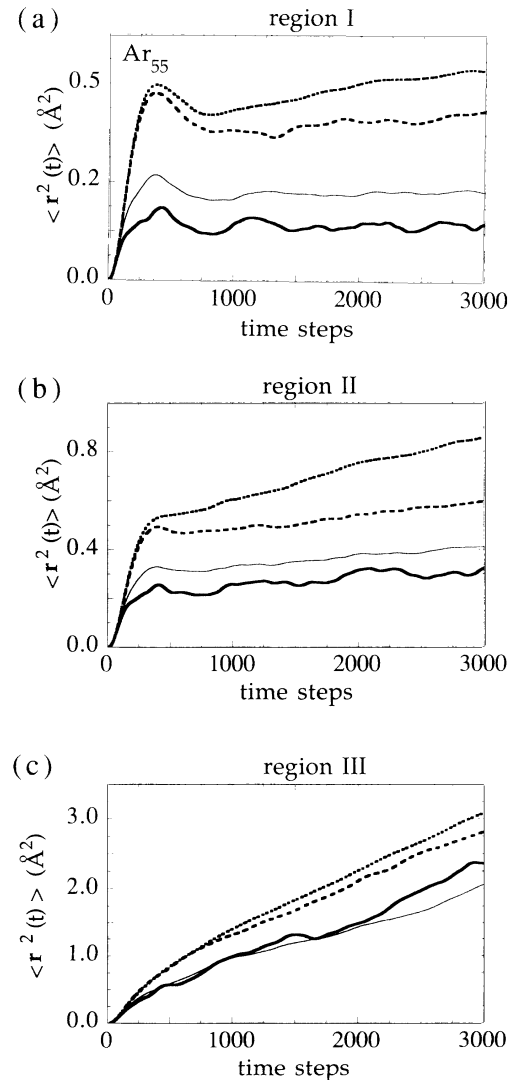 (a)
region I
Ar₅₅
<r²(t)> (Å²)
0.5
0.2
0.0
0
1000
2000
3000
time steps
(b)
region II
<r²(t)> (Å²)
0.8
0.4
0.0
0
1000
2000
3000
time steps
(c)
region III
<r²(t)> (Å²)
3.0
2.0
1.0
0.0
0
1000
2000
3000
time steps